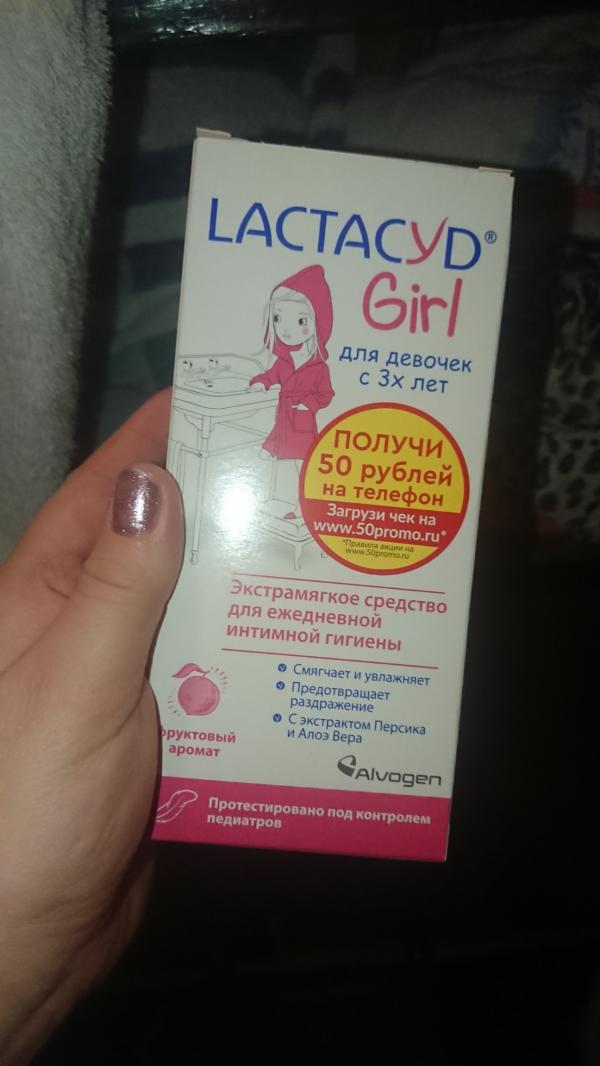 LACTACYD®
Girl
для девочек
с 3х лет
ПОЛУЧИ
50 рублей
на телефон
Загрузи чек на
www.50promo.ru*
*Правила акции на
www.50promo.ru
Экстрамягкое средство
для ежедневной
интимной гигиены
Смягчает и увлажняет
Предотвращает
раздражение
С экстрактом Персика
и Алоэ Вера
фруктовый
аромат
Alvogen
Протестировано под контролем
педиатров